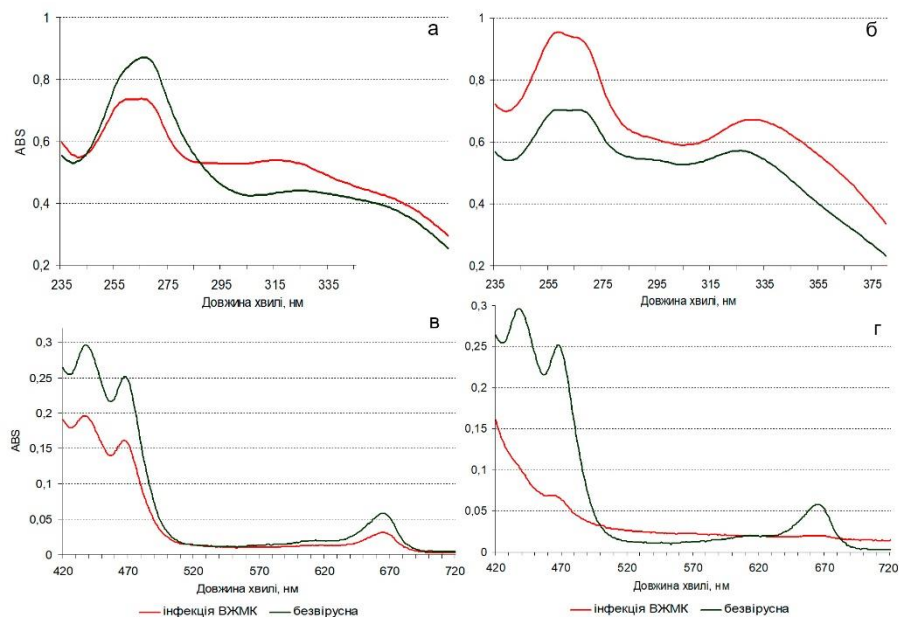 а
1
0,8
0,6
0,4
0,2
ABS
235 255 275 295 315 335
Довжина хвилі, нм
б
1
0,8
0,6
0,4
0,2
235 255 275 295 315 335 355 375
Довжина хвилі, нм
в
0,3
0,25
0,2
0,15
0,1
0,05
0
ABS
420 470 520 570 620 670 720
Довжина хвилі, нм
г
0,3
0,25
0,2
0,15
0,1
0,05
0
420 470 520 570 620 670 720
Довжина хвилі, нм
інфекція ВЖМК безвірусна
інфекція ВЖМК безвірусна